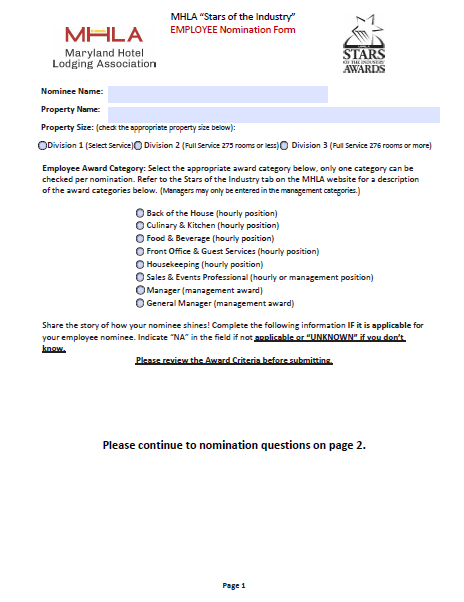 MHLA "Stars of the Industry"
EMPLOYEE Nomination Form
MHLA
Maryland Hotel
Lodging Association
STARS
OF THE INDUSTRY
AWARDS
Nominee Name:
Property Name:
Property Size: (check the appropriate property size below):
Division 1 (Select Service) Division 2 (Full Service 275 rooms or less) Division 3 (Full Service 276 rooms or more)
Employee Award Category: Select the appropriate award category below, only one category can be
checked per nomination. Refer to the Stars of the Industry tab on the MHLA website for a description
of the award categories below. (Managers may only be entered in the management categories.)
Back of the House (hourly position)
Culinary & Kitchen (hourly position)
Food & Beverage (hourly position)
Front Office & Guest Services (hourly position)
Housekeeping (hourly position)
Sales & Events Professional (hourly or management position)
Manager (management award)
General Manager (management award)
Share the story of how your nominee shines! Complete the following information IF it is applicable for
your employee nominee. Indicate "NA" in the field if not applicable or "UNKNOWN" if you don't
know.
Please review the Award Criteria before submitting.
Please continue to nomination questions on page 2.
Page 1